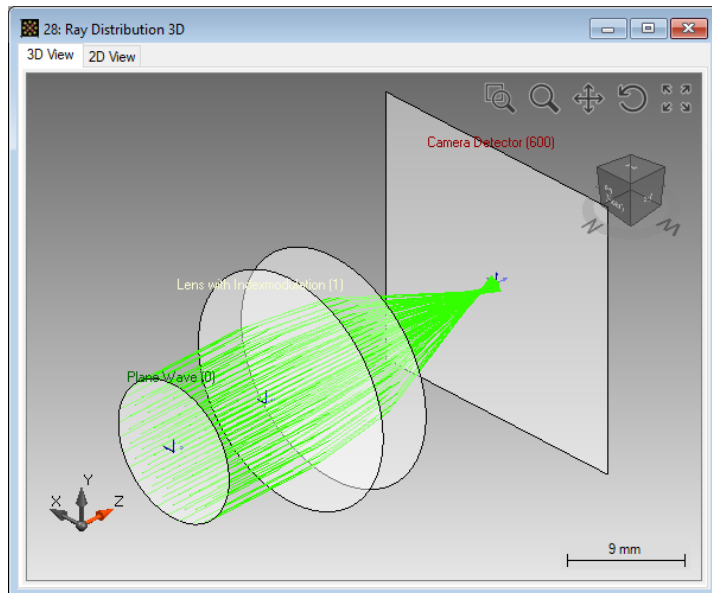 28: Ray Distribution 3D
3D View
2D View
Camera Detector (600)
Lens with Indexmodulation (1)
Plane Wave (0)
Y
X
Z
9 mm